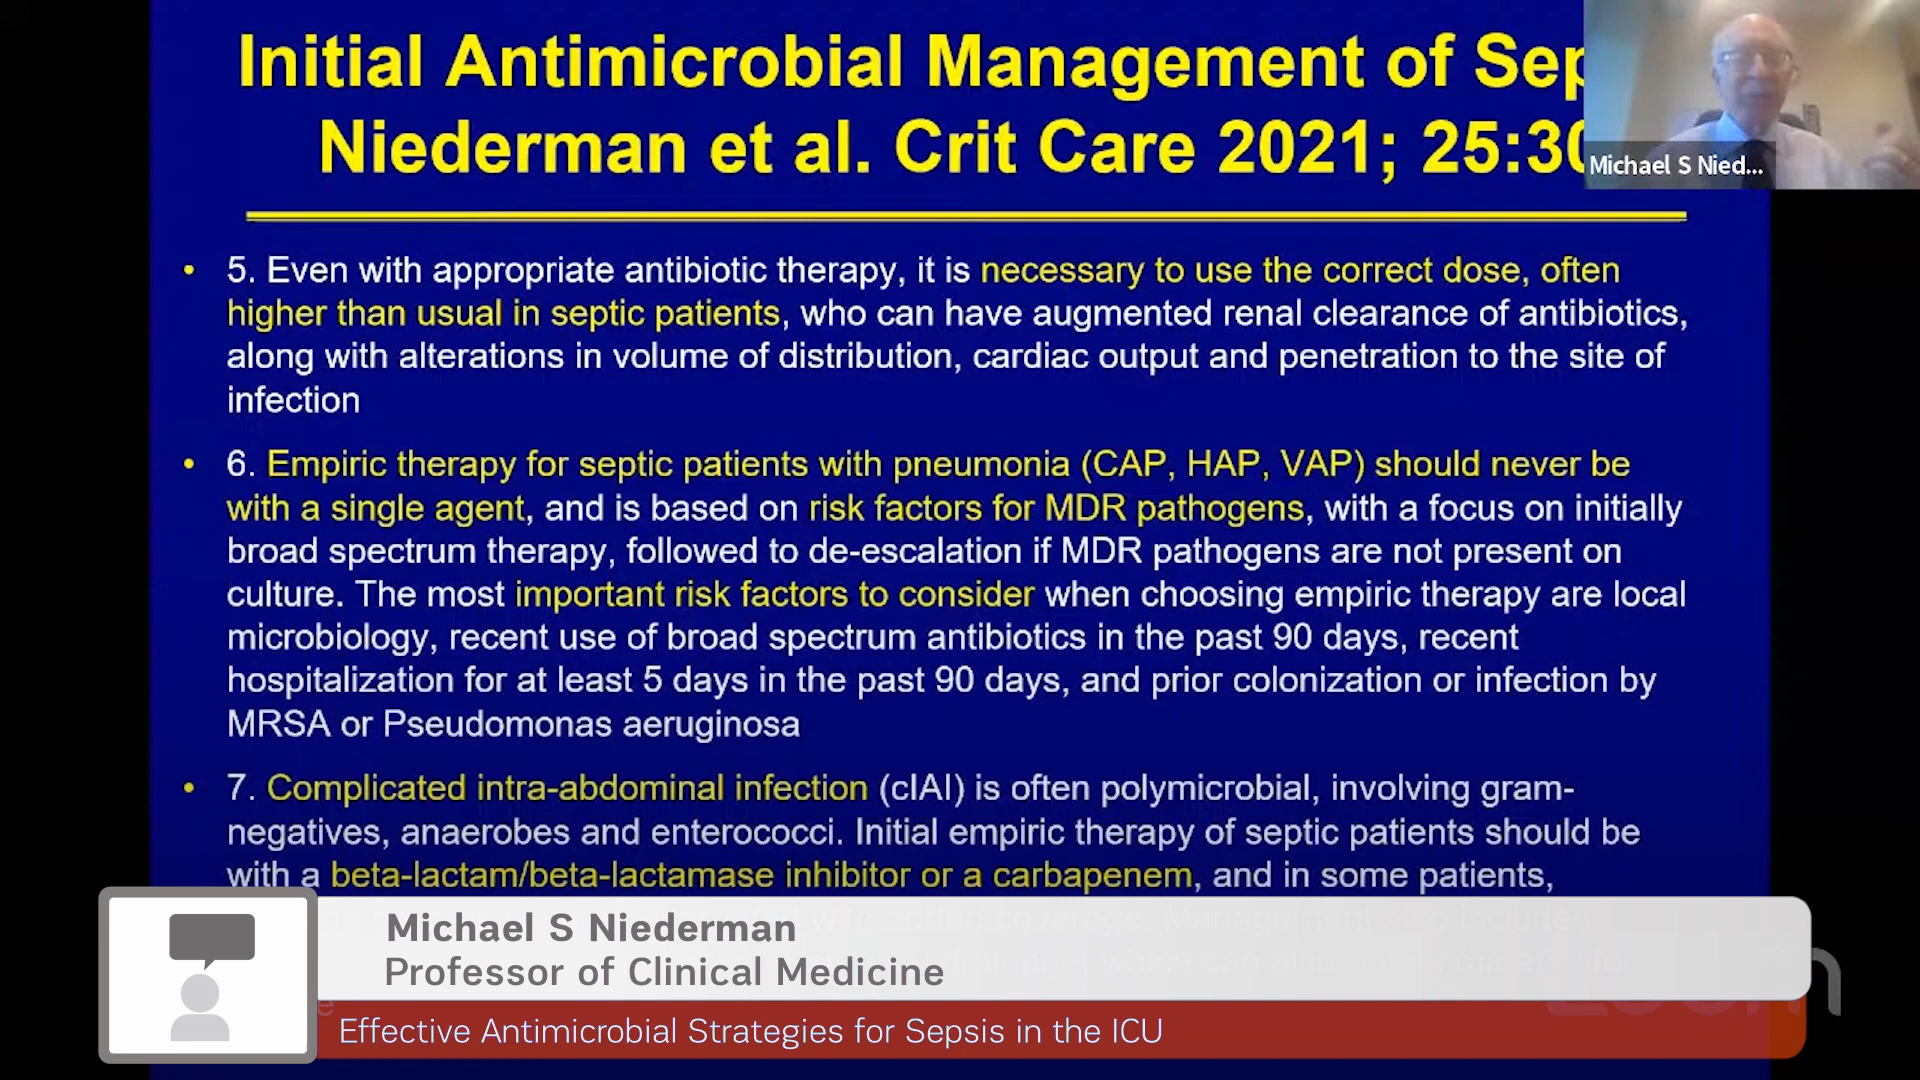 Initial Antimicrobial Management of Sep
Niederman et al. Crit Care 2021; 25:30
Michael S Nied...
• 5. Even with appropriate antibiotic therapy, it is necessary to use the correct dose, often
higher than usual in septic patients, who can have augmented renal clearance of antibiotics,
along with alterations in volume of distribution, cardiac output and penetration to the site of
infection
• 6. Empiric therapy for septic patients with pneumonia (CAP, HAP, VAP) should never be
with a single agent, and is based on risk factors for MDR pathogens, with a focus on initially
broad spectrum therapy, followed to de-escalation if MDR pathogens are not present on
culture. The most important risk factors to consider when choosing empiric therapy are local
microbiology, recent use of broad spectrum antibiotics in the past 90 days, recent
hospitalization for at least 5 days in the past 90 days, and prior colonization or infection by
MRSA or Pseudomonas aeruginosa
• 7. Complicated intra-abdominal infection (cIAI) is often polymicrobial, involving gram-
negatives, anaerobes and enterococci. Initial empiric therapy of septic patients should be
with a beta-lactam/beta-lactamase inhibitor or a carbapenem, and in some patients,
Michael S Niederman
Professor of Clinical Medicine
Effective Antimicrobial Strategies for Sepsis in the ICU